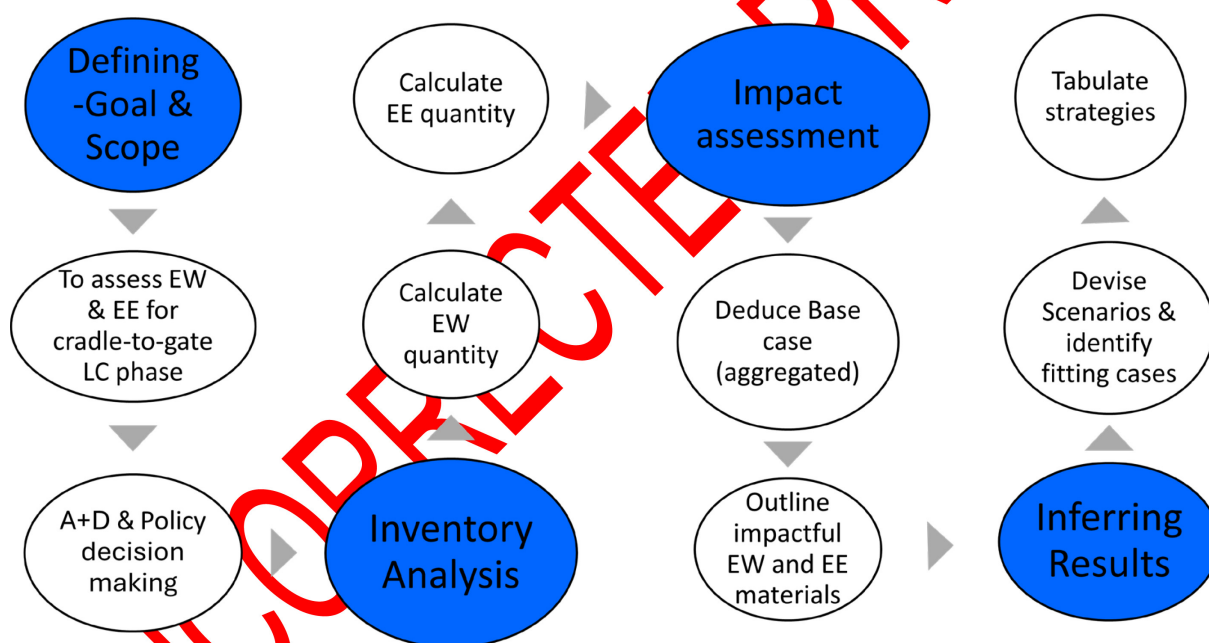 Defining
-Goal &
Scope
To assess EW
& EE for
cradle-to-gate
LC phase
A+D & Policy
decision
making
Inventory
Analysis
Calculate
EW
quantity
Calculate
EE quantity
Impact
assessment
Deduce Base
case
(aggregated)
Outline
impactful
EW and EE
materials
Inferring
Results
Devise
Scenarios &
identify
fitting cases
Tabulate
strategies